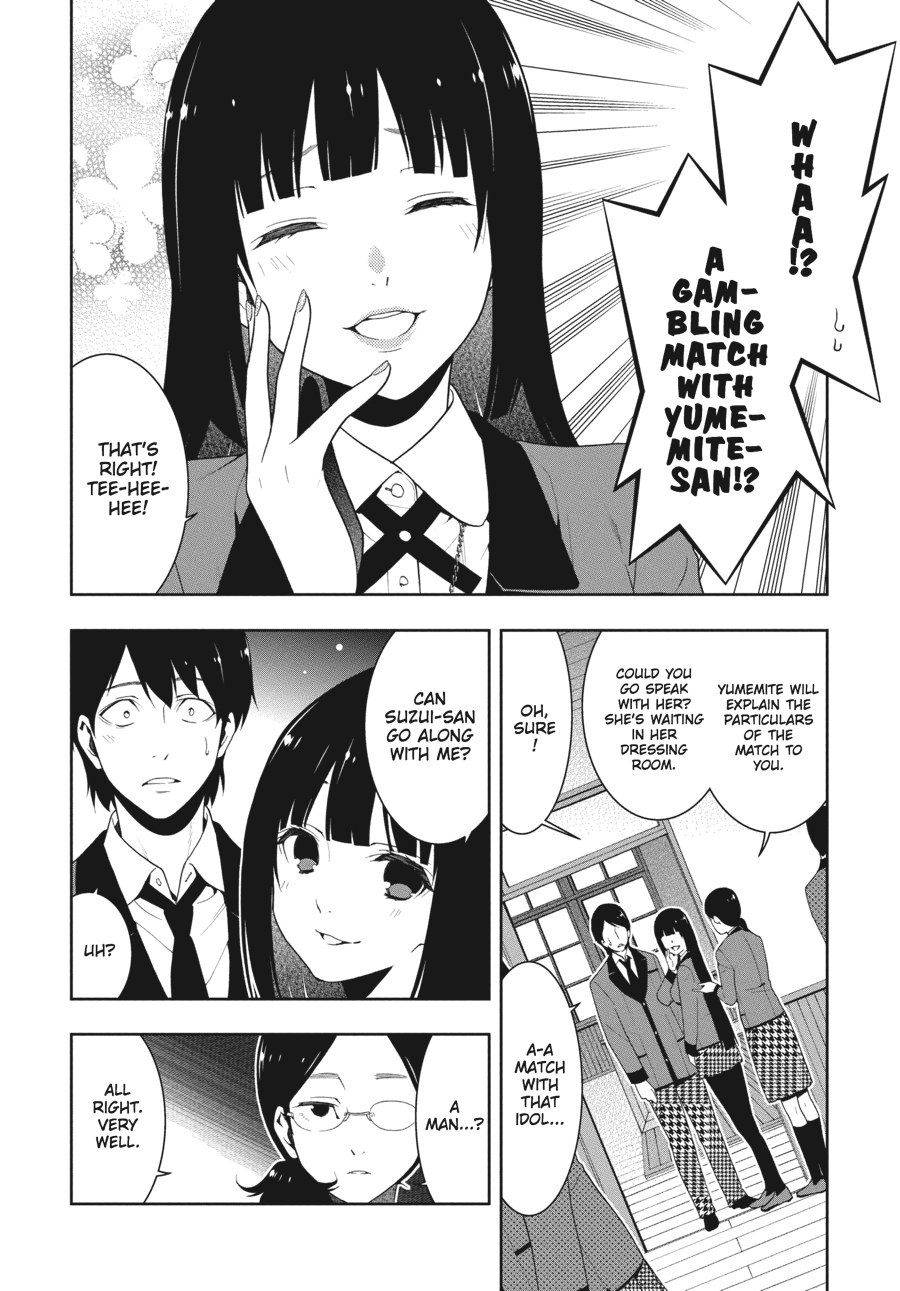 WHAA!?
A
GAM-
BLING
MATCH
WITH
YUME-
MITE-
SAN!?
THAT'S
RIGHT!
TEE-HEE-
HEE!
YUMEMITE WILL
EXPLAIN THE
PARTICULARS
OF THE
MATCH TO
YOU.
COULD YOU
GO SPEAK
WITH HER?
SHE'S WAITING
IN HER
DRESSING
ROOM.
OH,
SURE
!
A-A
MATCH
WITH
THAT
IDOL...
CAN
SUZUI-SAN
GO ALONG
WITH ME?
UH?
A
MAN...?
ALL
RIGHT.
VERY
WELL.